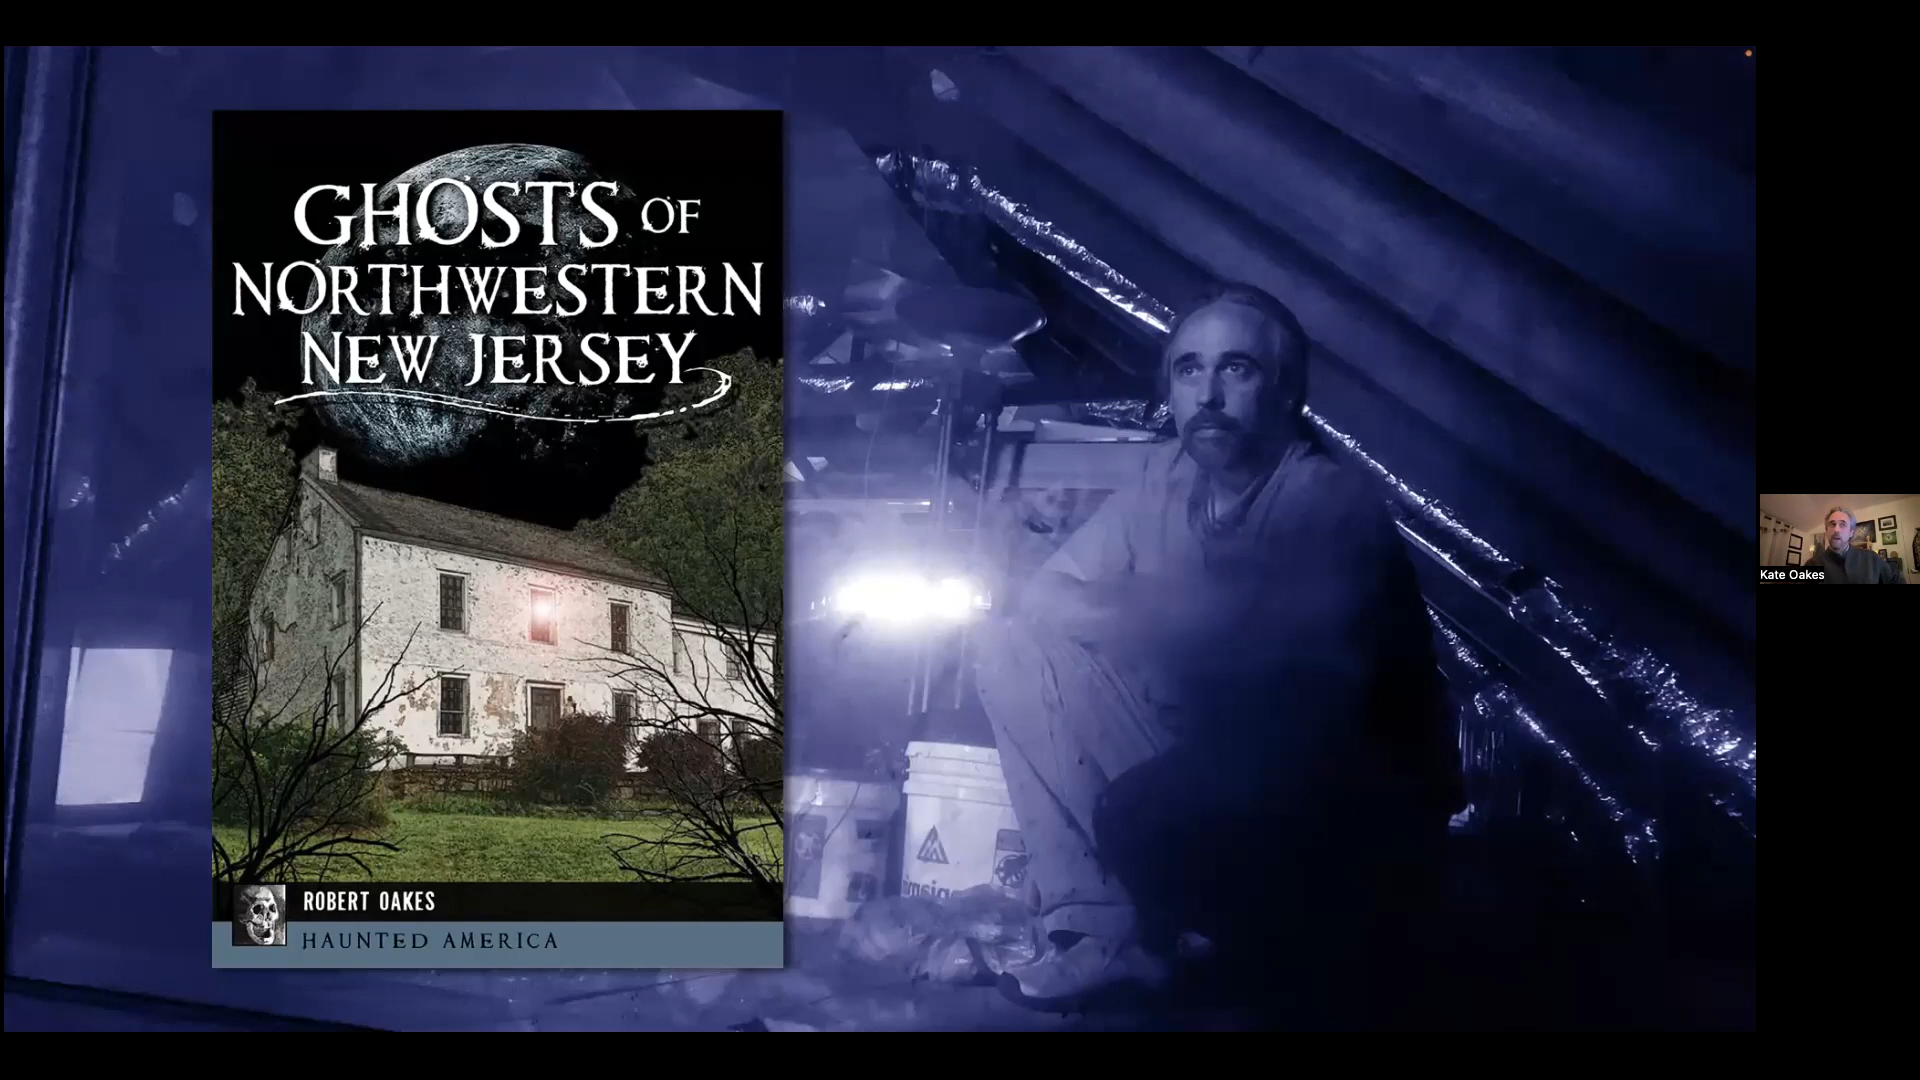 GHOSTS OF
NORTHWESTERN
NEW JERSEY
ROBERT OAKES
HAUNTED AMERICA
Kate Oakes